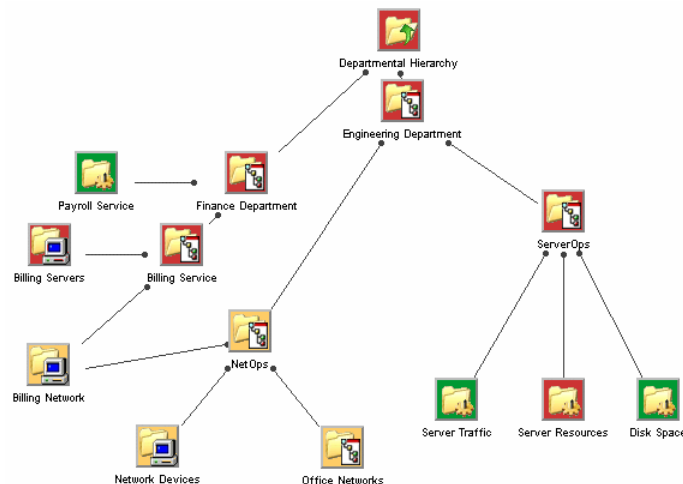 Departmental Hierarchy
Engineering Department
Payroll Service
Finance Department
ServerOps
Billing Servers
Billing Service
NetOps
Billing Network
Server Traffic
Server Resources
Disk Space
Network Devices
Office Networks